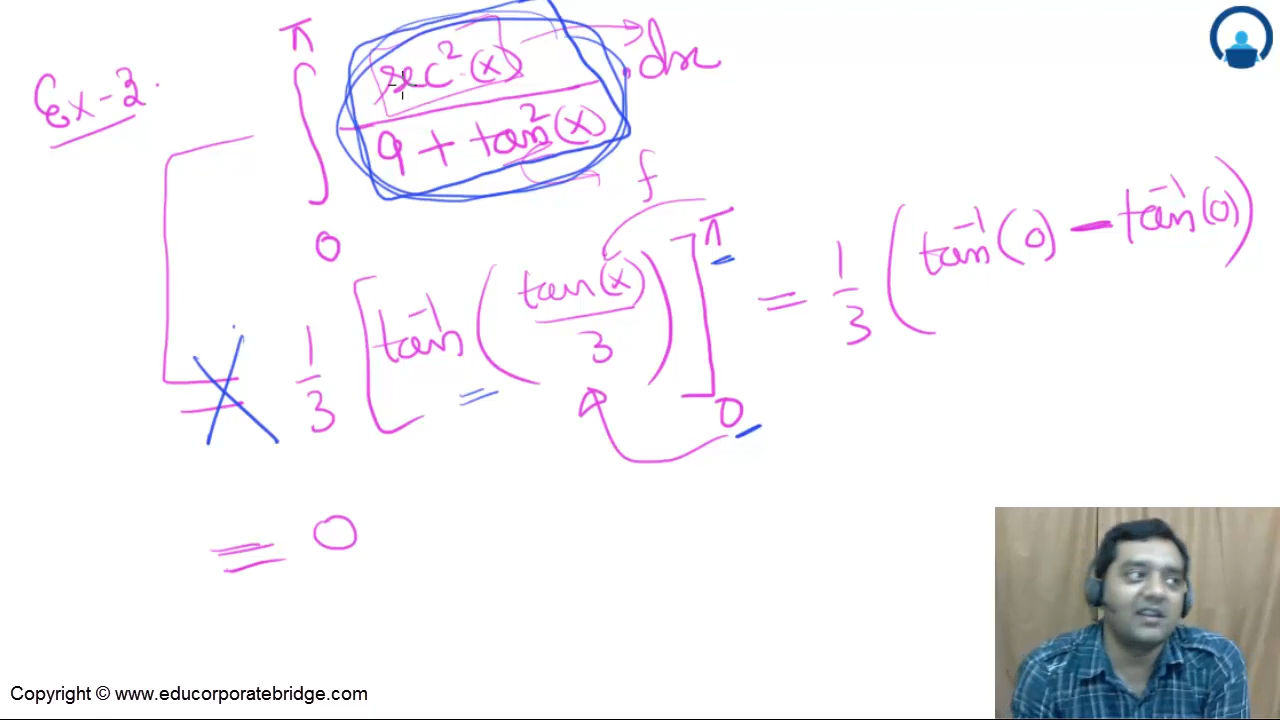 Ex-3.
∫₀^π sec²(x) / (9 + tan²(x)) . dx
f
= 1/3 [ tan⁻¹ ( tan(x) / 3 ) ]₀^π = 1/3 ( tan⁻¹(0) - tan⁻¹(0) )
= 0
Copyright © www.educorporatebridge.com